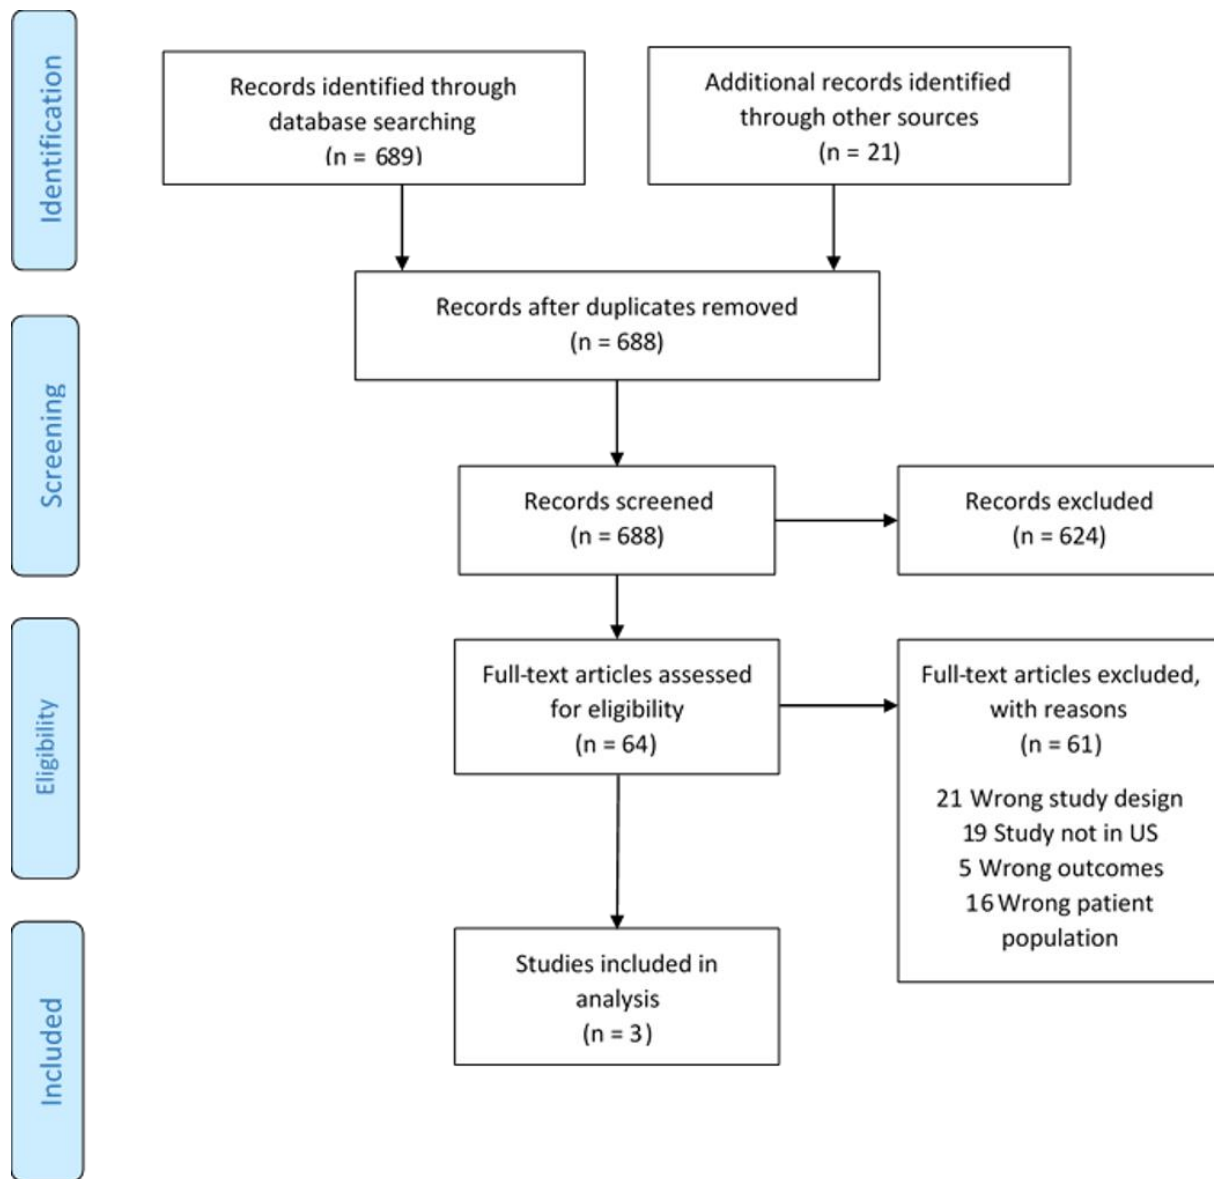 Identification
Records identified through
database searching
(n = 689)
Additional records identified
through other sources
(n = 21)
Records after duplicates removed
(n = 688)
Screening
Records screened
(n = 688)
Records excluded
(n = 624)
Eligibility
Full-text articles assessed
for eligibility
(n = 64)
Full-text articles excluded,
with reasons
(n = 61)
21 Wrong study design
19 Study not in US
5 Wrong outcomes
16 Wrong patient
population
Included
Studies included in
analysis
(n = 3)